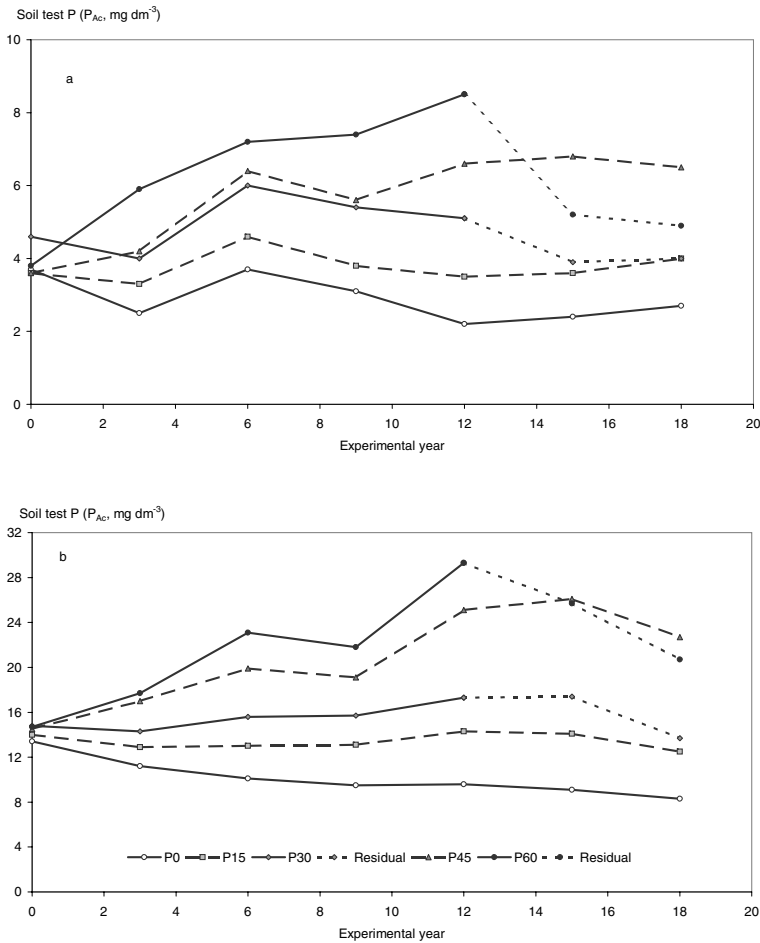 Soil test P (P_Ac, mg dm⁻³)
10
a
8
6
4
2
0
0 2 4 6 8 10 12 14 16 18 20
Experimental year
Soil test P (P_Ac, mg dm⁻³)
32
b
28
24
20
16
12
8
4
P0 P15 P30 Residual P45 P60 Residual
0
0 2 4 6 8 10 12 14 16 18 20
Experimental year